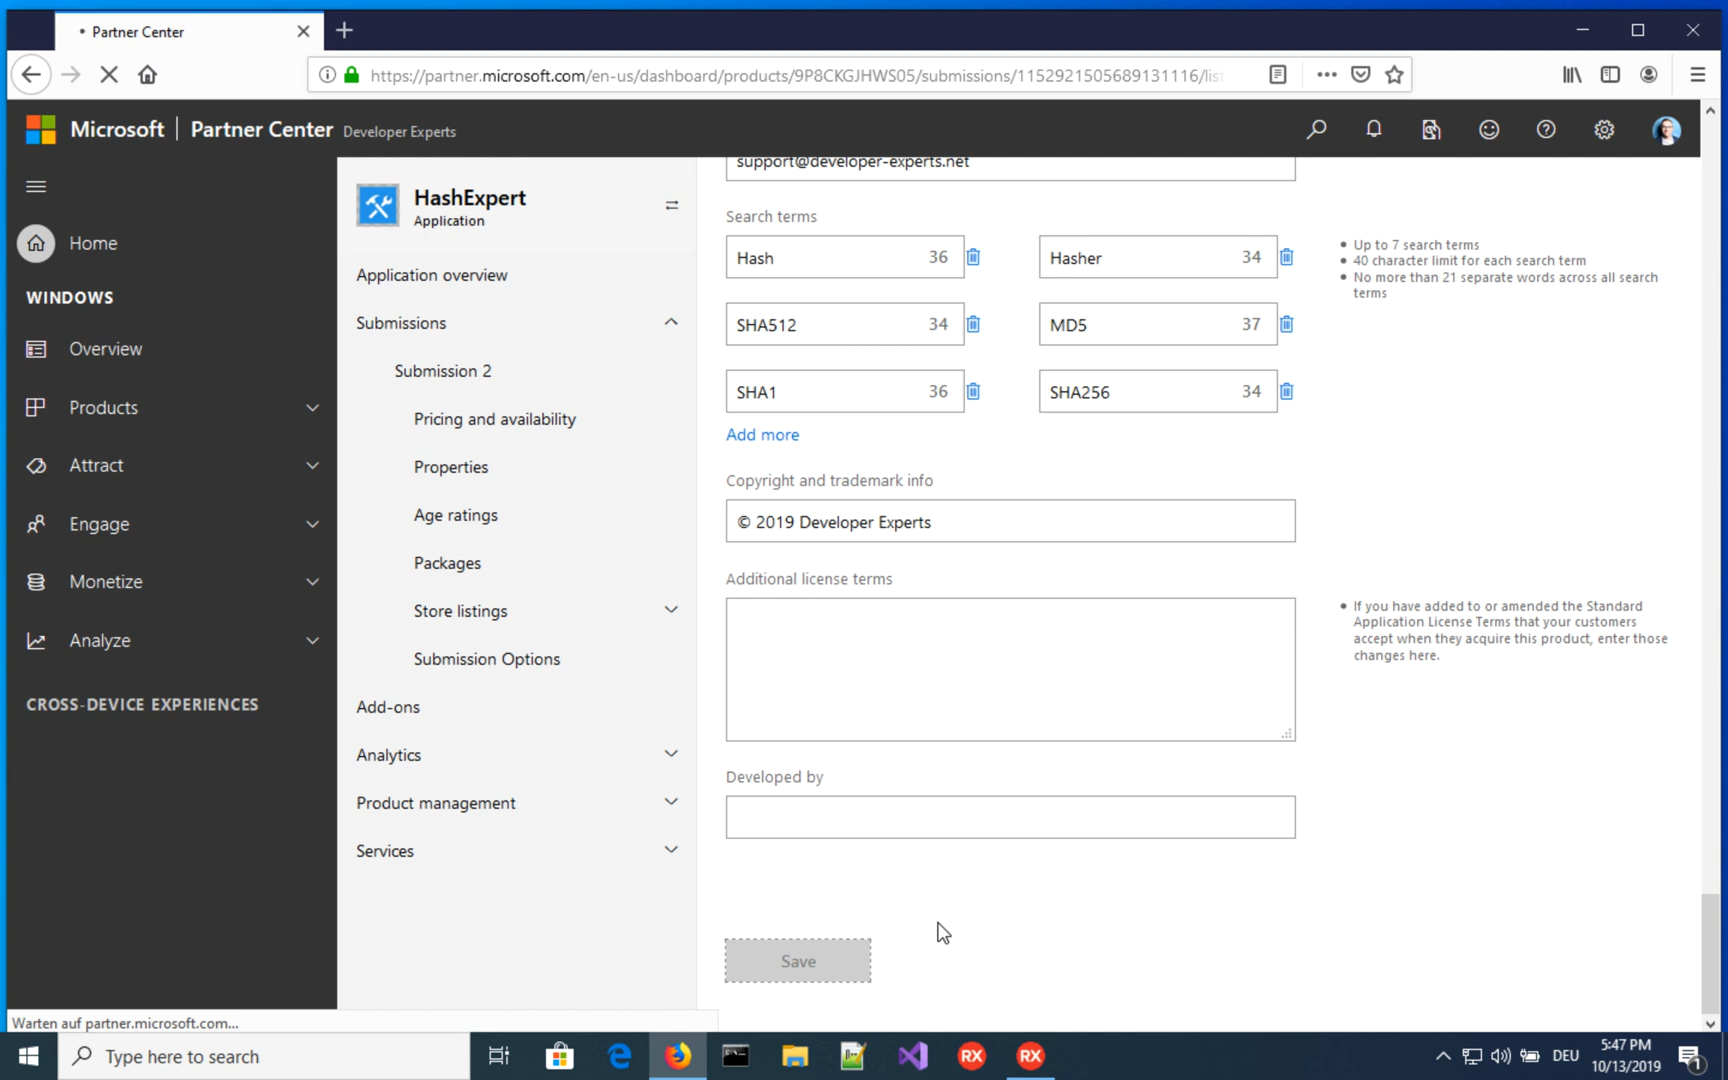 Partner Center
https://partner.microsoft.com/en-us/dashboard/products/9P8CKGJHWS05/submissions/1152921505689131116/list
Microsoft | Partner Center Developer Experts
Home
WINDOWS
Overview
Products
Attract
Engage
Monetize
Analyze
CROSS-DEVICE EXPERIENCES
HashExpert
Application
Application overview
Submissions
Submission 2
Pricing and availability
Properties
Age ratings
Packages
Store listings
Submission Options
Add-ons
Analytics
Product management
Services
support@developer-experts.net
Search terms
Hash 36
Hasher 34
SHA512 34
MD5 37
SHA1 36
SHA256 34
Add more
Up to 7 search terms
40 character limit for each search term
No more than 21 separate words across all search
terms
Copyright and trademark info
© 2019 Developer Experts
Additional license terms
If you have added to or amended the Standard
Application License Terms that your customers
accept when they acquire this product, enter those
changes here.
Developed by
Save
Warten auf partner.microsoft.com...
Type here to search
RX
RX
DEU
5:47 PM
10/13/2019
1